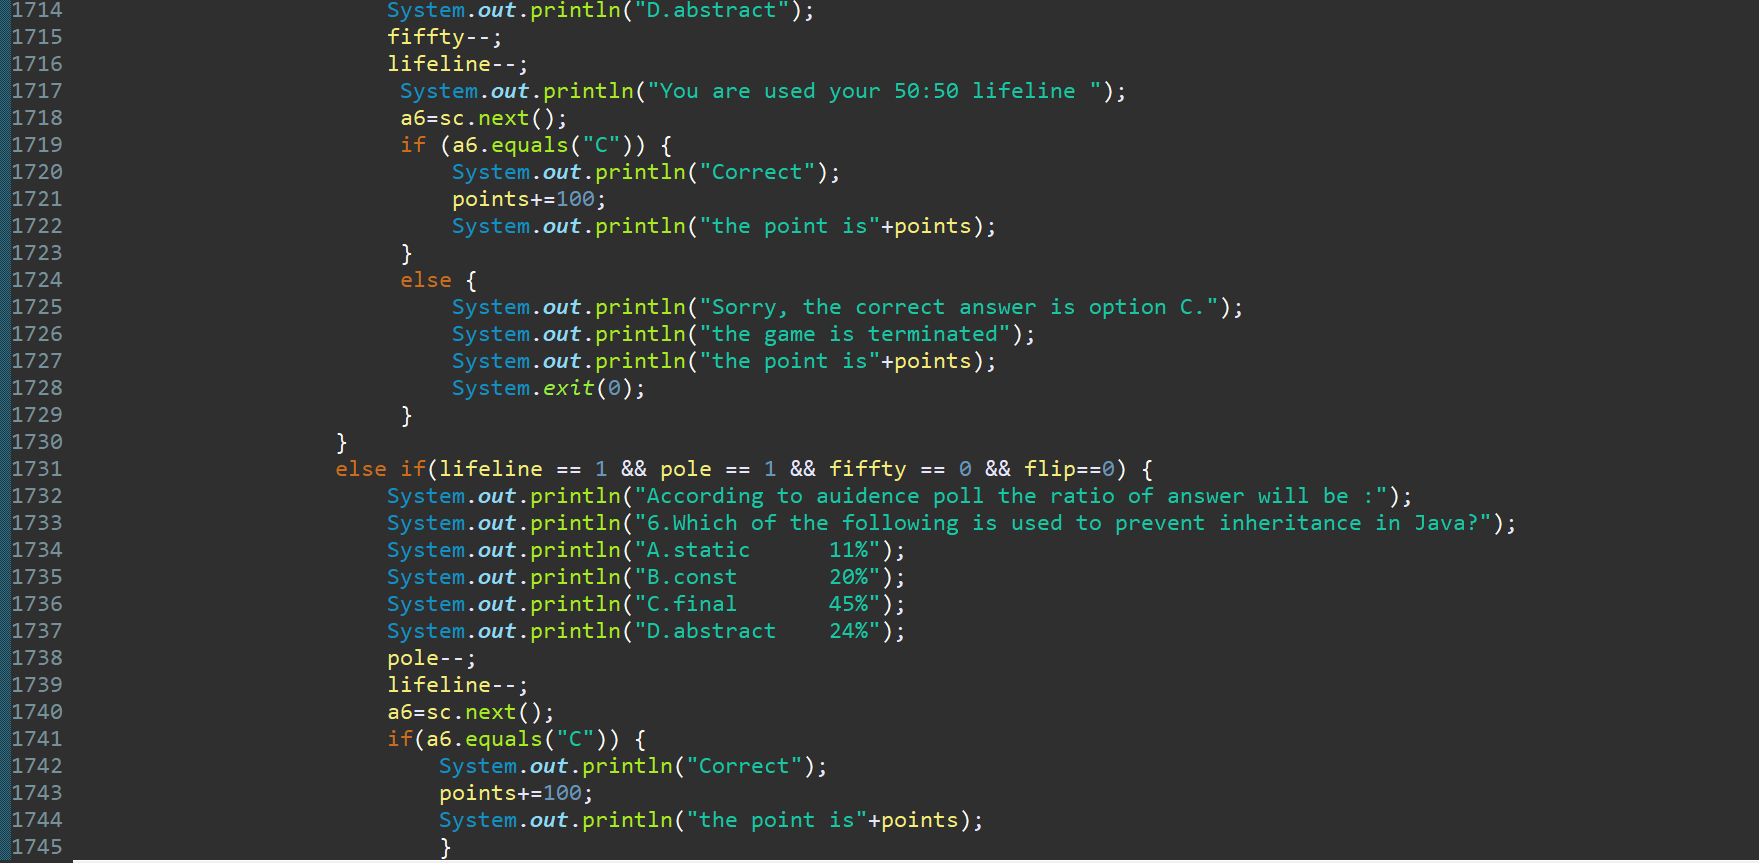 1714 System.out.println("D.abstract");
1715 fiffty--;
1716 lifeline--;
1717 System.out.println("You are used your 50:50 lifeline ");
1718 a6=sc.next();
1719 if (a6.equals("C")) {
1720 System.out.println("Correct");
1721 points+=100;
1722 System.out.println("the point is"+points);
1723 }
1724 else {
1725 System.out.println("Sorry, the correct answer is option C.");
1726 System.out.println("the game is terminated");
1727 System.out.println("the point is"+points);
1728 System.exit(0);
1729 }
1730 }
1731 else if(lifeline == 1 && pole == 1 && fiffty == 0 && flip==0) {
1732 System.out.println("According to auidence poll the ratio of answer will be :");
1733 System.out.println("6.Which of the following is used to prevent inheritance in Java?");
1734 System.out.println("A.static      11%");
1735 System.out.println("B.const       20%");
1736 System.out.println("C.final       45%");
1737 System.out.println("D.abstract    24%");
1738 pole--;
1739 lifeline--;
1740 a6=sc.next();
1741 if(a6.equals("C")) {
1742 System.out.println("Correct");
1743 points+=100;
1744 System.out.println("the point is"+points);
1745 }